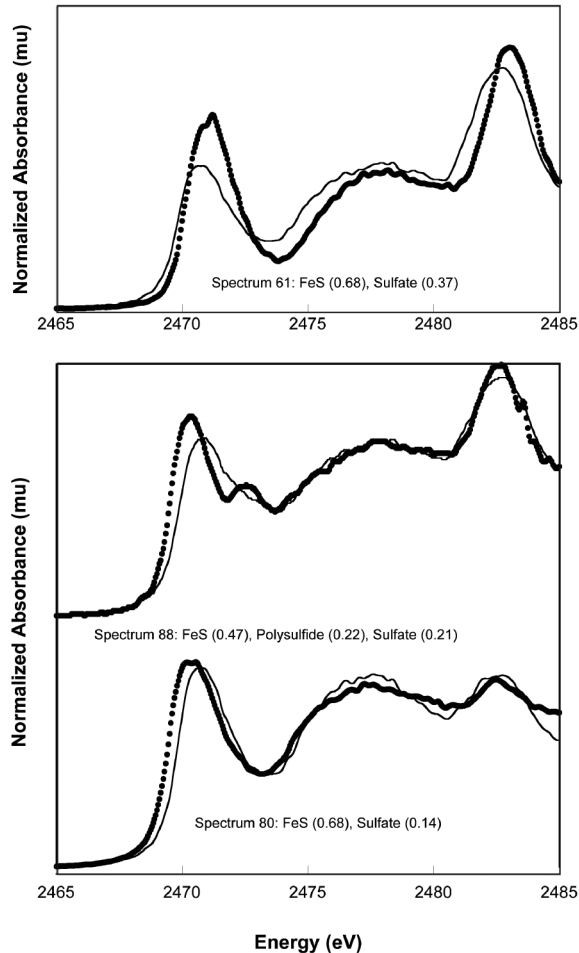 Normalized Absorbance (mu)
Spectrum 61: FeS (0.68), Sulfate (0.37)
2465 2470 2475 2480 2485
Normalized Absorbance (mu)
Spectrum 88: FeS (0.47), Polysulfide (0.22), Sulfate (0.21)
Spectrum 80: FeS (0.68), Sulfate (0.14)
2465 2470 2475 2480 2485
Energy (eV)